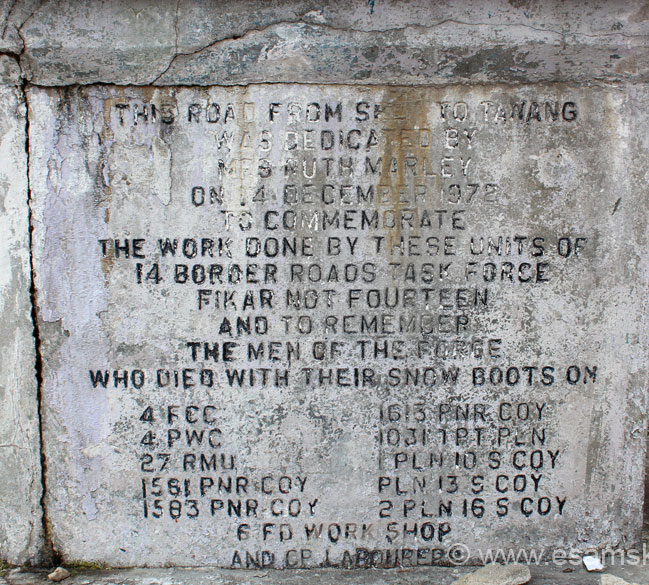 THIS ROAD FROM TO TAWANG
WAS DEDICATED BY
MRS RUTH MARLEY
ON 14 DECEMBER 1972
TO COMMEMORATE
THE WORK DONE BY THESE UNITS OF
14 BORDER ROADS TASK FORCE
FIKAR NOT FOURTEEN
AND TO REMEMBER
THE MEN OF THE FORCE
WHO DIED WITH THEIR SNOW BOOTS ON
4 FCC 1613 PNR COY
4 PWC 1031 TPT PLN
27 RMU 1 PLN 10 S COY
1581 PNR COY PLN 13 S COY
1583 PNR COY 2 PLN 16 S COY
6 FD WORK SHOP
AND CP LABOURERS